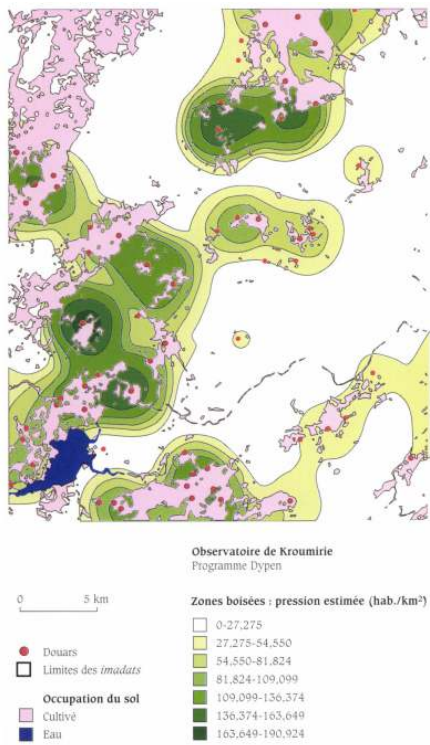 Observatoire de Kroumirie
Programme Dypen
0 5 km
Zones boisées : pression estimée (hab./km²)
0-27,275
27,275-54,550
54,550-81,824
81,824-109,099
109,099-136,374
136,374-163,649
163,649-190,924
Douars
Limites des imadats
Occupation du sol
Cultivé
Eau